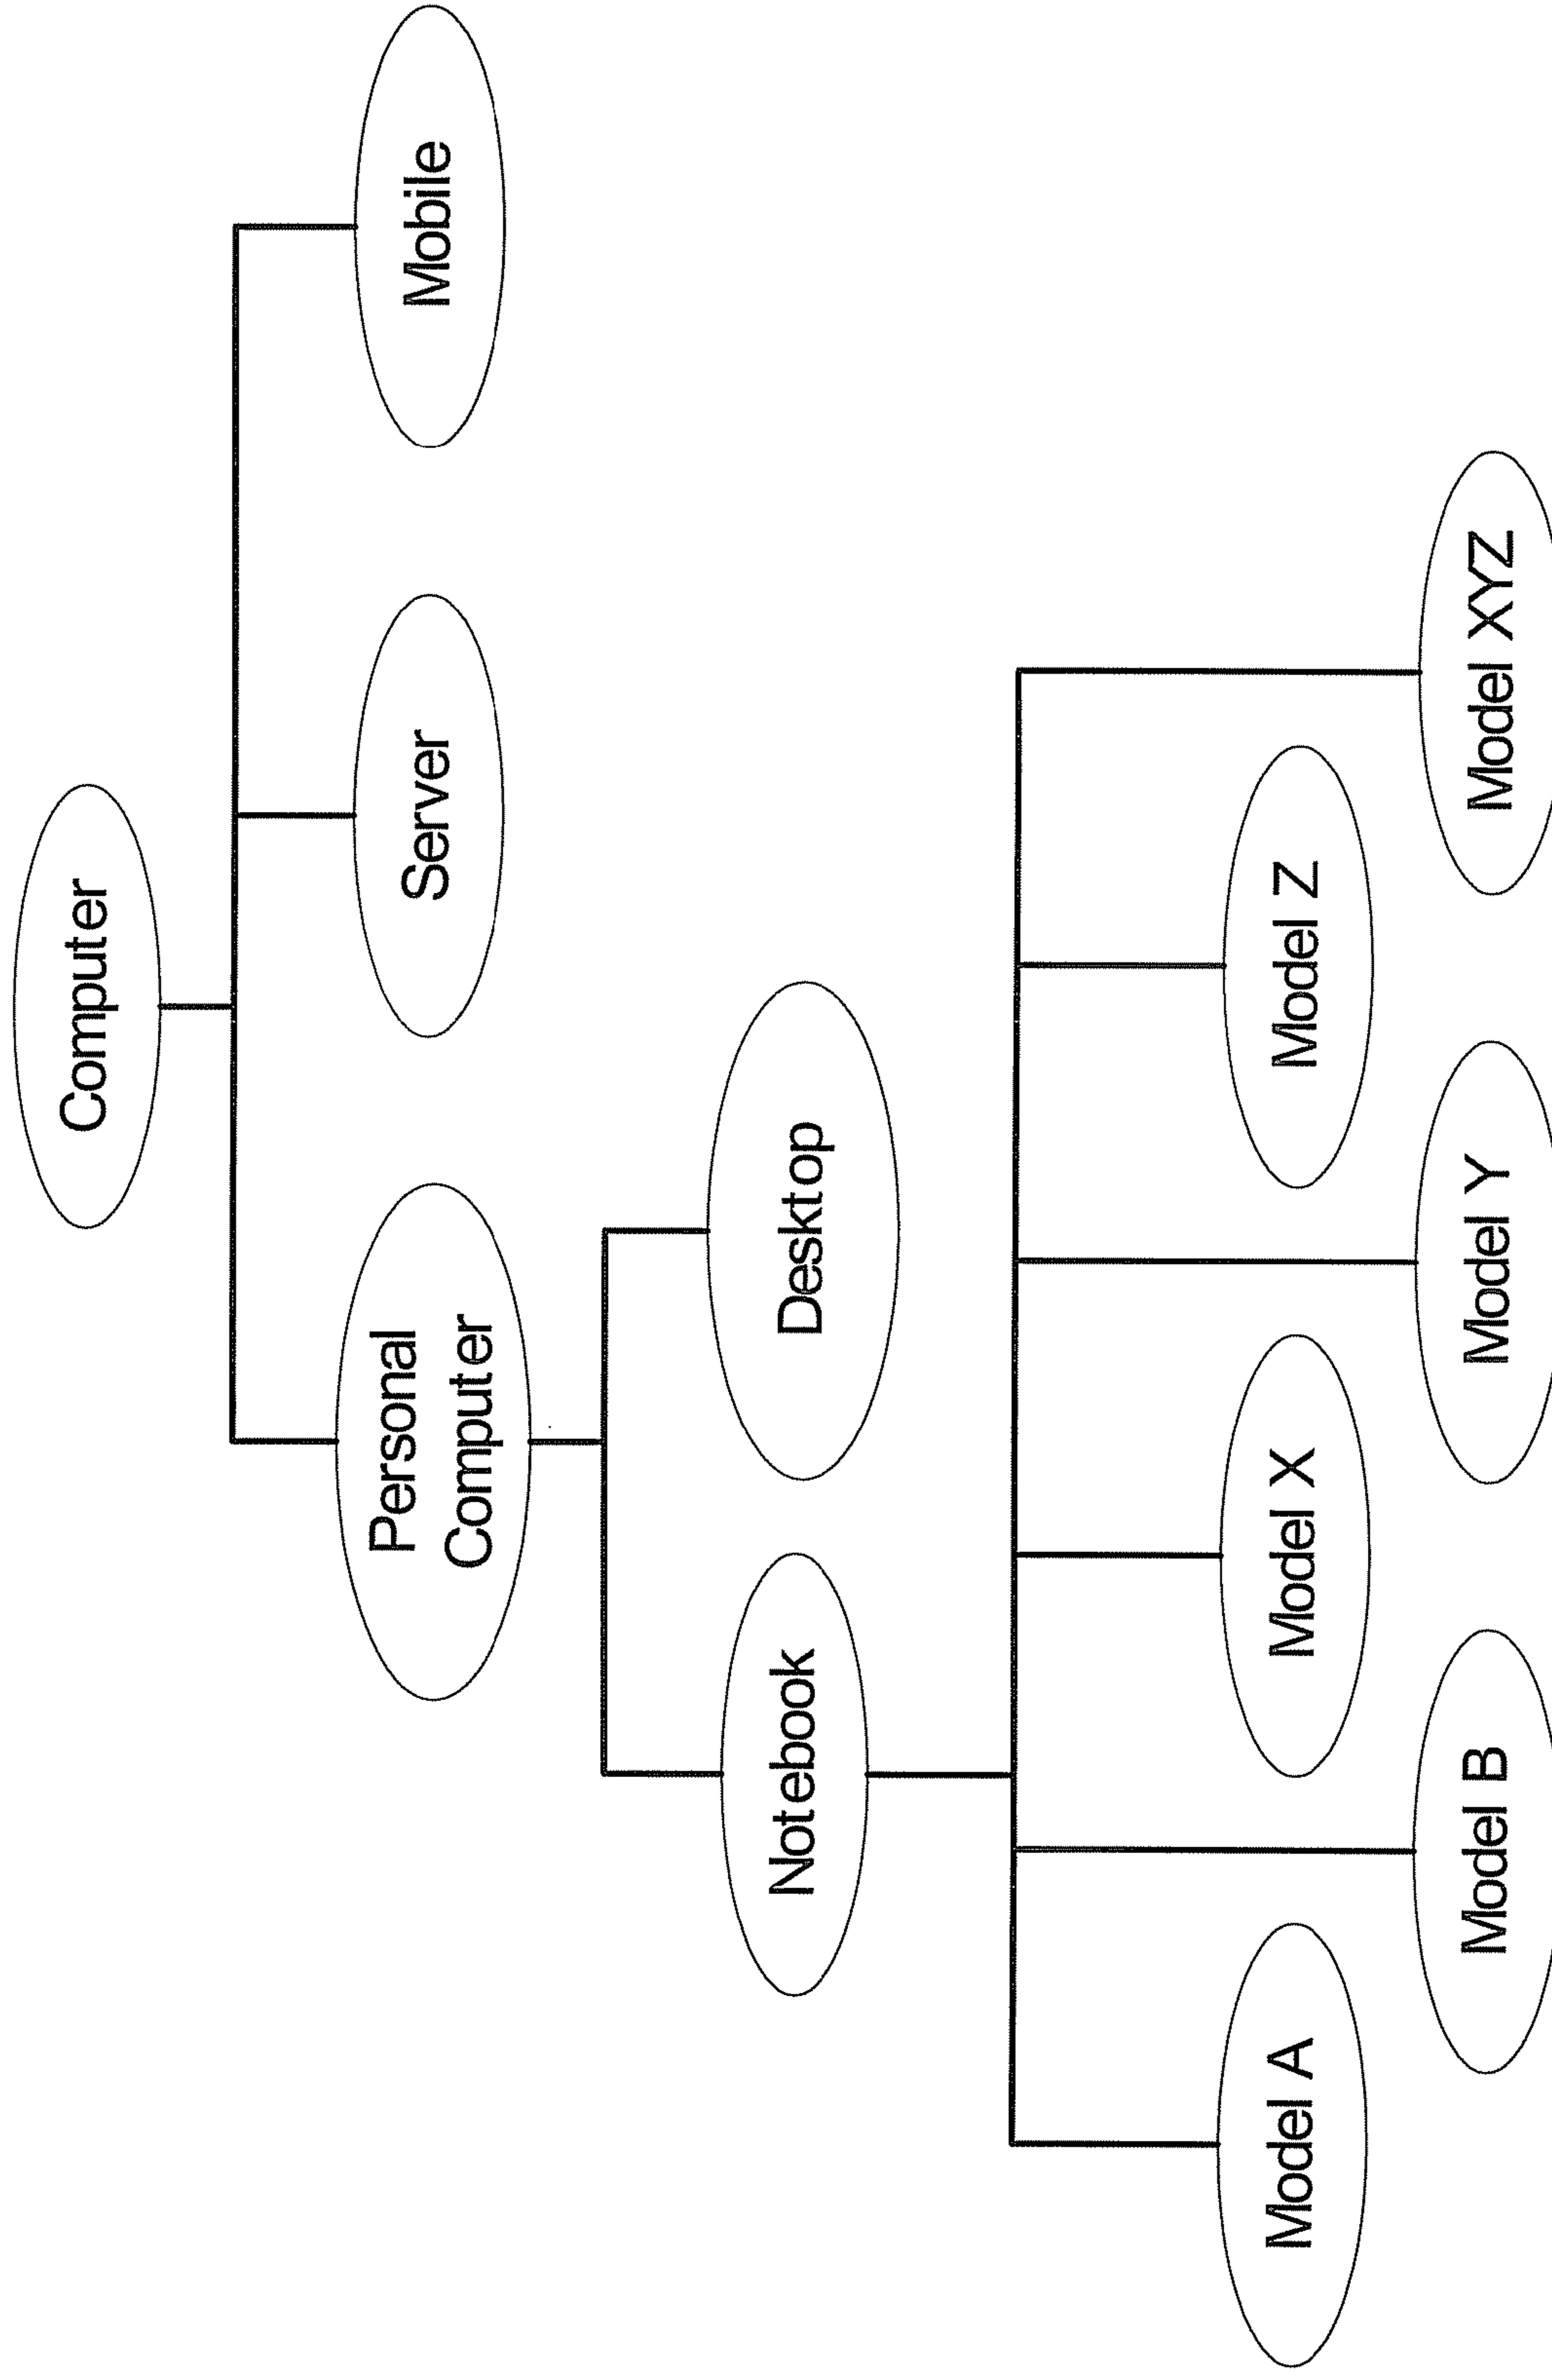 Computer
Personal
Computer
Server
Mobile
Notebook
Desktop
Model A
Model X
Model Z
Model B
Model Y
Model XYZ